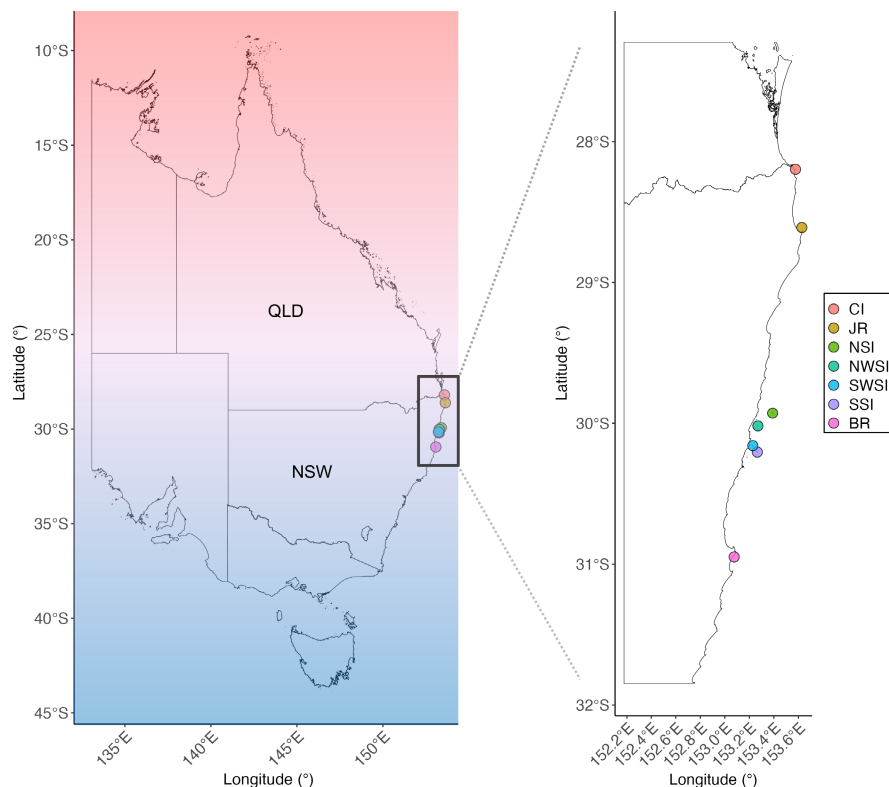 10°S
15°S
20°S
25°S
30°S
35°S
40°S
45°S
Latitude (°)
QLD
NSW
135°E
140°E
145°E
150°E
Longitude (°)
28°S
29°S
30°S
31°S
32°S
Latitude (°)
152.2°E
152.4°E
152.6°E
152.8°E
153.0°E
153.2°E
153.4°E
153.6°E
Longitude (°)
CI
JR
NSI
NWSI
SWSI
SSI
BR